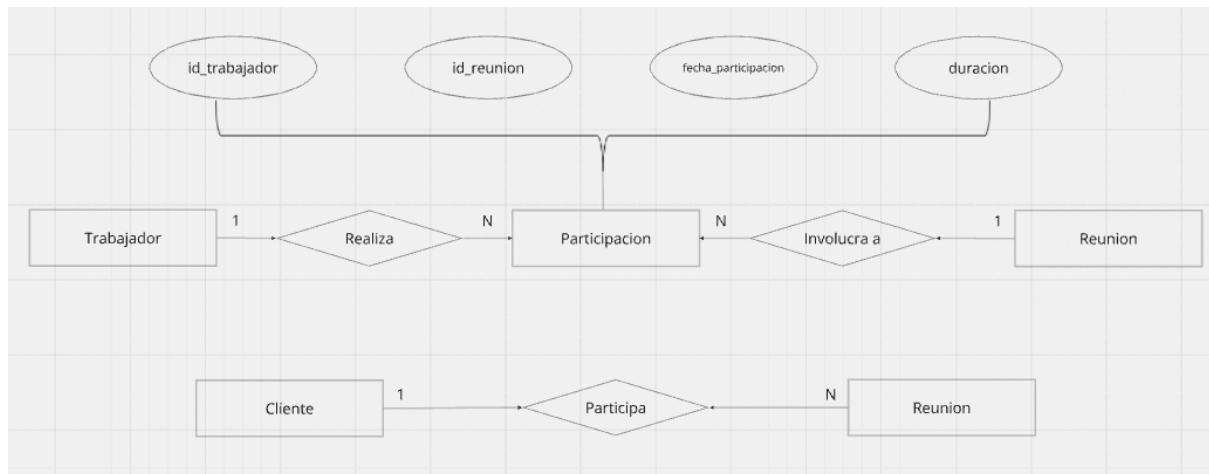 id_trabajador
id_reunion
fecha_participacion
duracion
1
N
N
1
Trabajador
Realiza
Participacion
Involucra a
Reunion
1
N
Cliente
Participa
Reunion